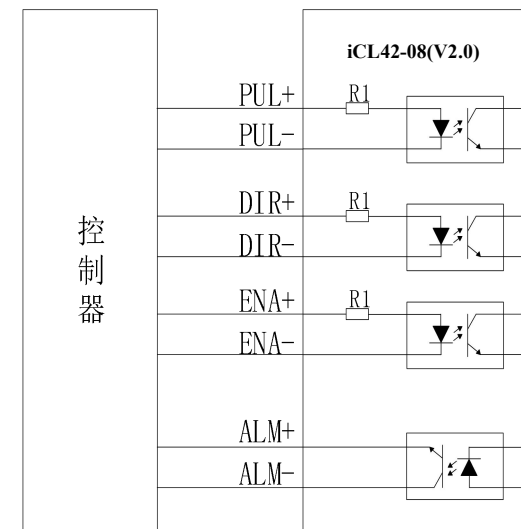 iCL42-08(V2.0)
PUL+ R1
PUL-
DIR+ R1
DIR-
控制器
ENA+ R1
ENA-
ALM+
ALM-